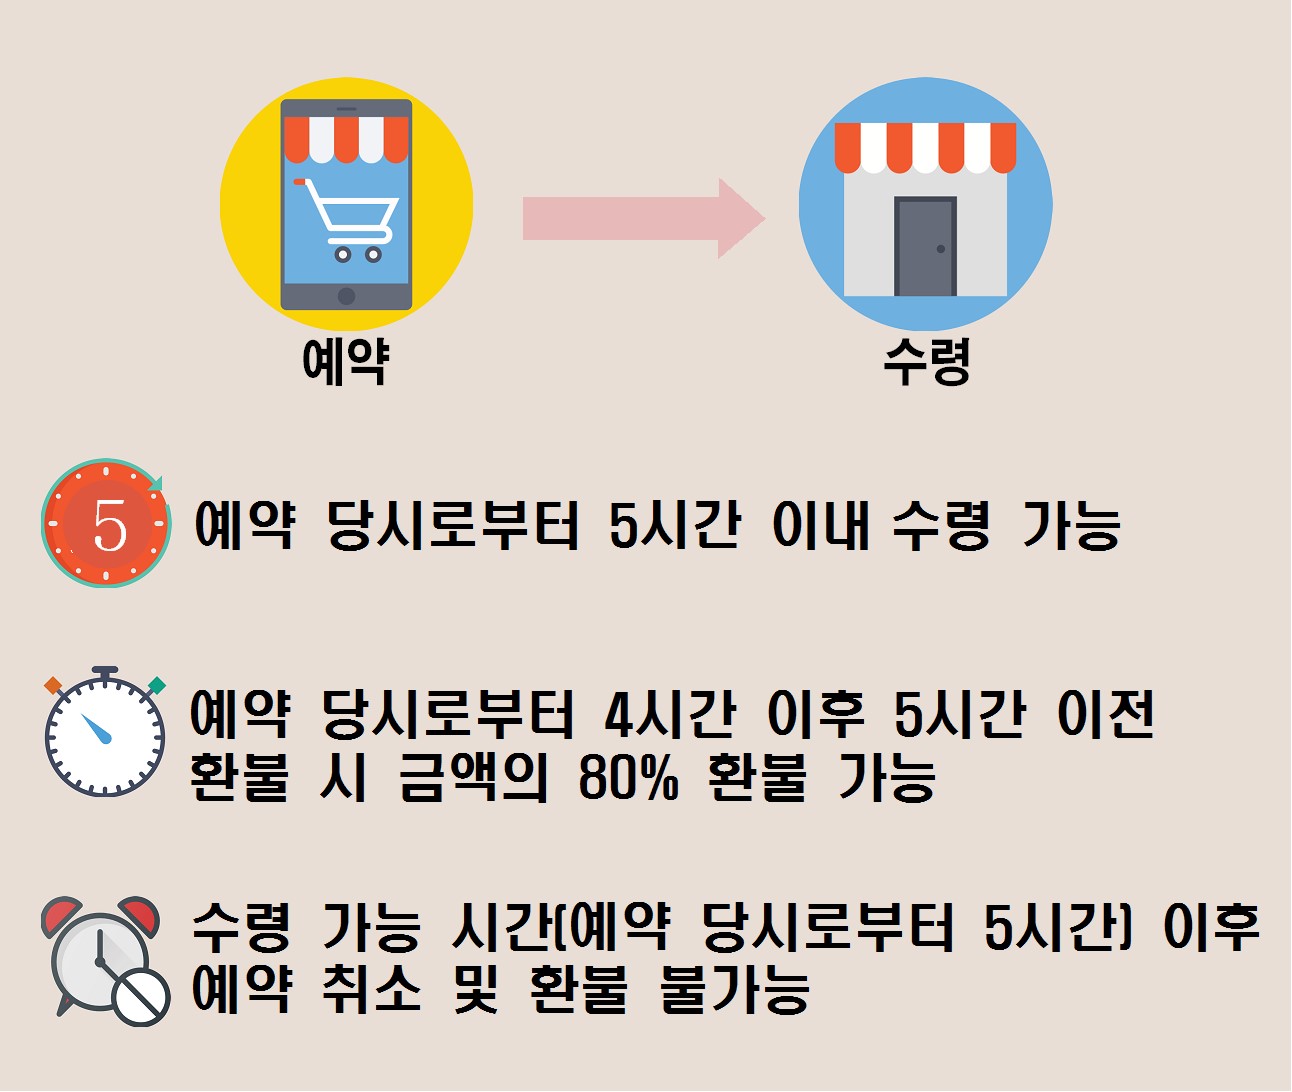 예약
수령
5
예약 당시로부터 5시간 이내 수령 가능
예약 당시로부터 4시간 이후 5시간 이전
환불 시 금액의 80% 환불 가능
수령 가능 시간(예약 당시로부터 5시간) 이후
예약 취소 및 환불 불가능